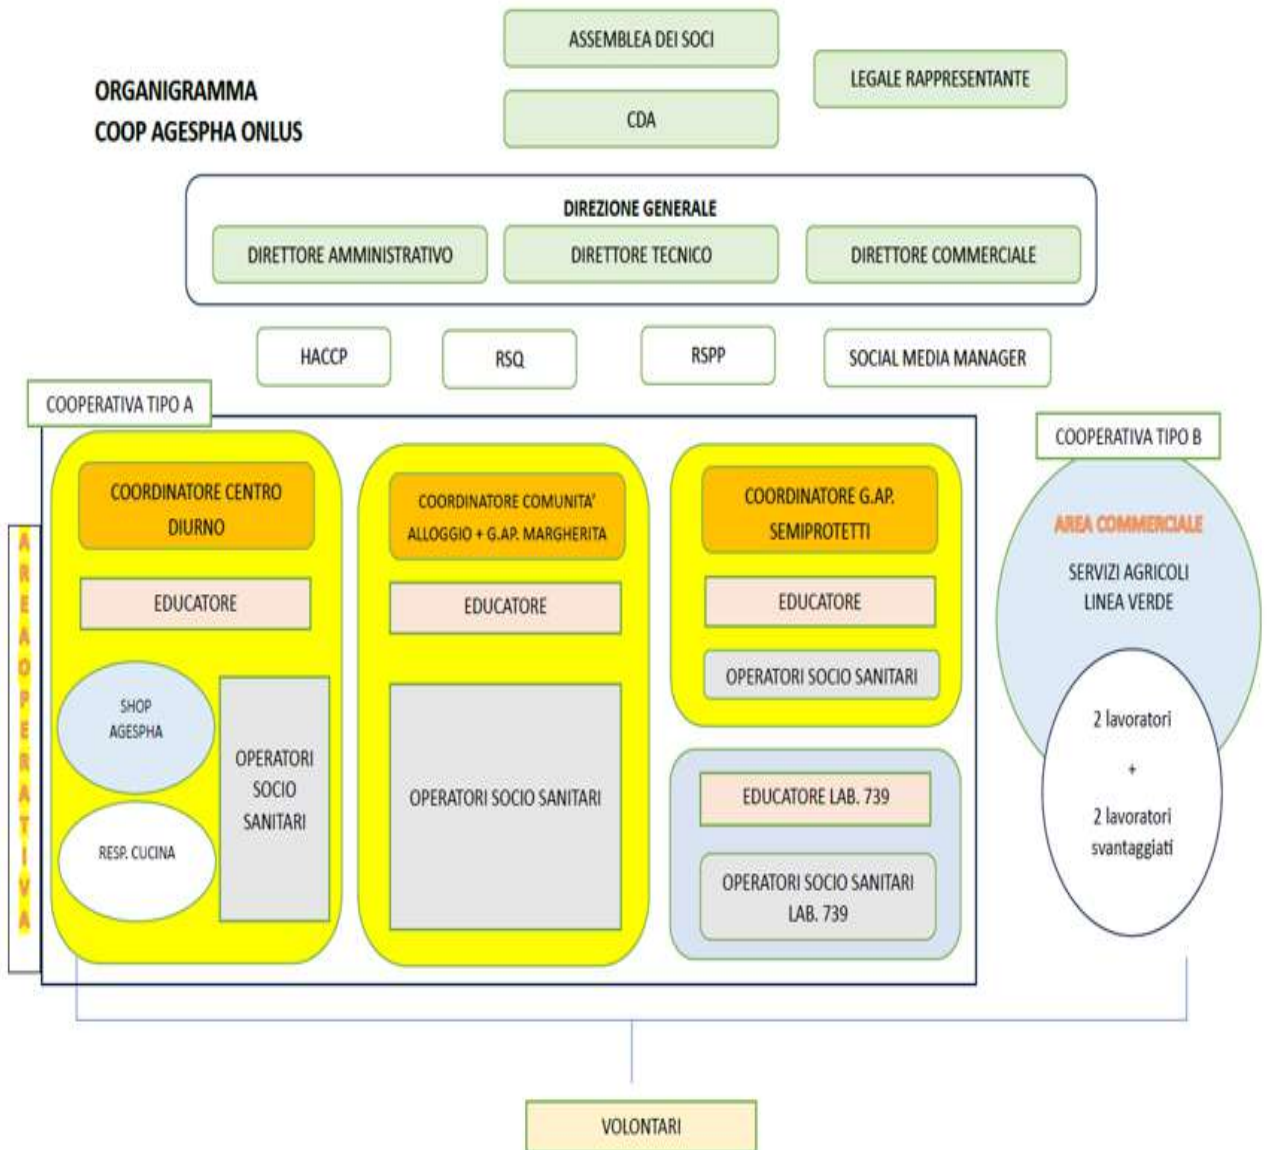 ASSEMBLEA DEI SOCI
LEGALE RAPPRESENTANTE
ORGANIGRAMMA
COOP AGESPHA ONLUS
CDA
DIREZIONE GENERALE
DIRETTORE AMMINISTRATIVO
DIRETTORE TECNICO
DIRETTORE COMMERCIALE
HACCP
RSQ
RSPP
SOCIAL MEDIA MANAGER
COOPERATIVA TIPO A
AREA OPERATIVA
COORDINATORE CENTRO
DIURNO
EDUCATORE
SHOP
AGESPHA
RESP. CUCINA
OPERATORI
SOCIO
SANITARI
COORDINATORE COMUNITA'
ALLOGGIO + G.AP. MARGHERITA
EDUCATORE
OPERATORI SOCIO SANITARI
COORDINATORE G.AP.
SEMIPROTETTI
EDUCATORE
OPERATORI SOCIO SANITARI
EDUCATORE LAB. 739
OPERATORI SOCIO SANITARI
LAB. 739
COOPERATIVA TIPO B
AREA COMMERCIALE
SERVIZI AGRICOLI
LINEA VERDE
2 lavoratori
+
2 lavoratori
svantaggiati
VOLONTARI